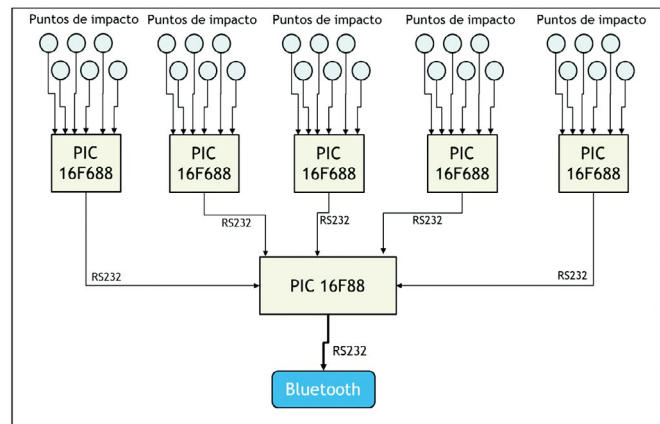 Puntos de impacto
Puntos de impacto
Puntos de impacto
Puntos de impacto
Puntos de impacto
PIC
16F688
PIC
16F688
PIC
16F688
PIC
16F688
PIC
16F688
RS232
RS232
RS232
RS232
RS232
PIC 16F88
RS232
Bluetooth